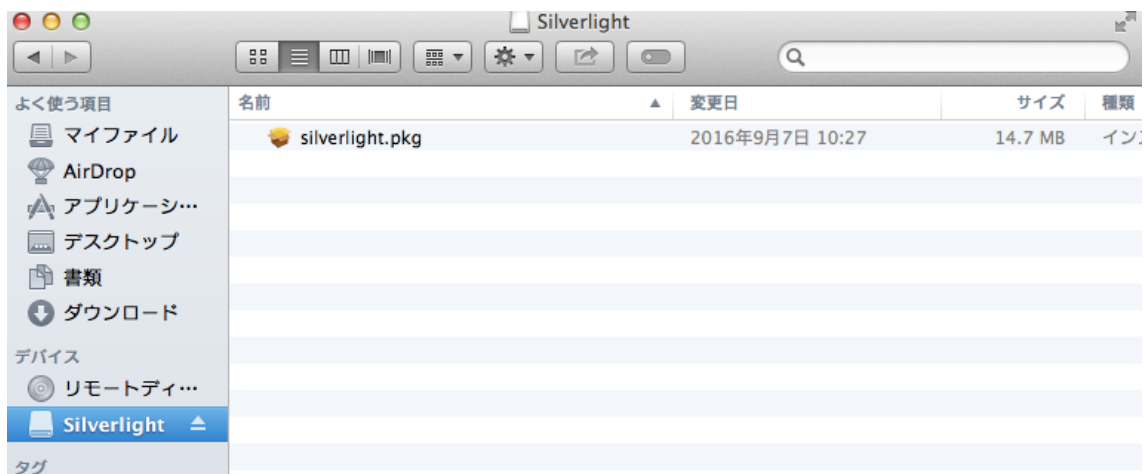 Silverlight
よく使う項目
マイファイル
AirDrop
アプリケーシ…
デスクトップ
書類
ダウンロード
デバイス
リモートディ…
Silverlight
タグ
名前 変更日 サイズ 種類
silverlight.pkg 2016年9月7日 10:27 14.7 MB イン